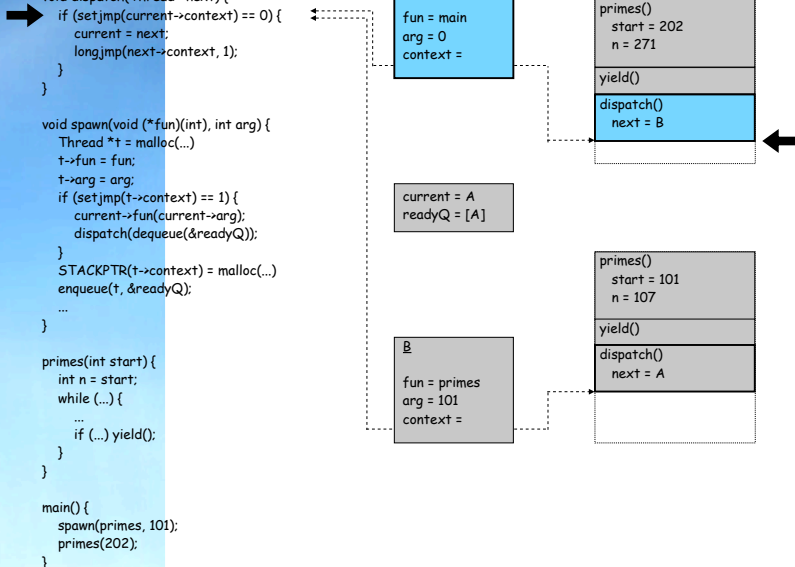 void dispatch(Thread *next) {
if (setjmp(current->context) == 0) {
current = next;
longjmp(next->context, 1);
}
}
void spawn(void (*fun)(int), int arg) {
Thread *t = malloc(...)
t->fun = fun;
t->arg = arg;
if (setjmp(t->context) == 1) {
current->fun(current->arg);
dispatch(dequeue(&readyQ));
}
STACKPTR(t->context) = malloc(...)
enqueue(t, &readyQ);
...
}
primes(int start) {
int n = start;
while (...) {
...
if (...) yield();
}
}
main() {
spawn(primes, 101);
primes(202);
}
fun = main
arg = 0
context =
current = A
readyQ = [A]
B
fun = primes
arg = 101
context =
primes()
start = 202
n = 271
yield()
dispatch()
next = B
primes()
start = 101
n = 107
yield()
dispatch()
next = A